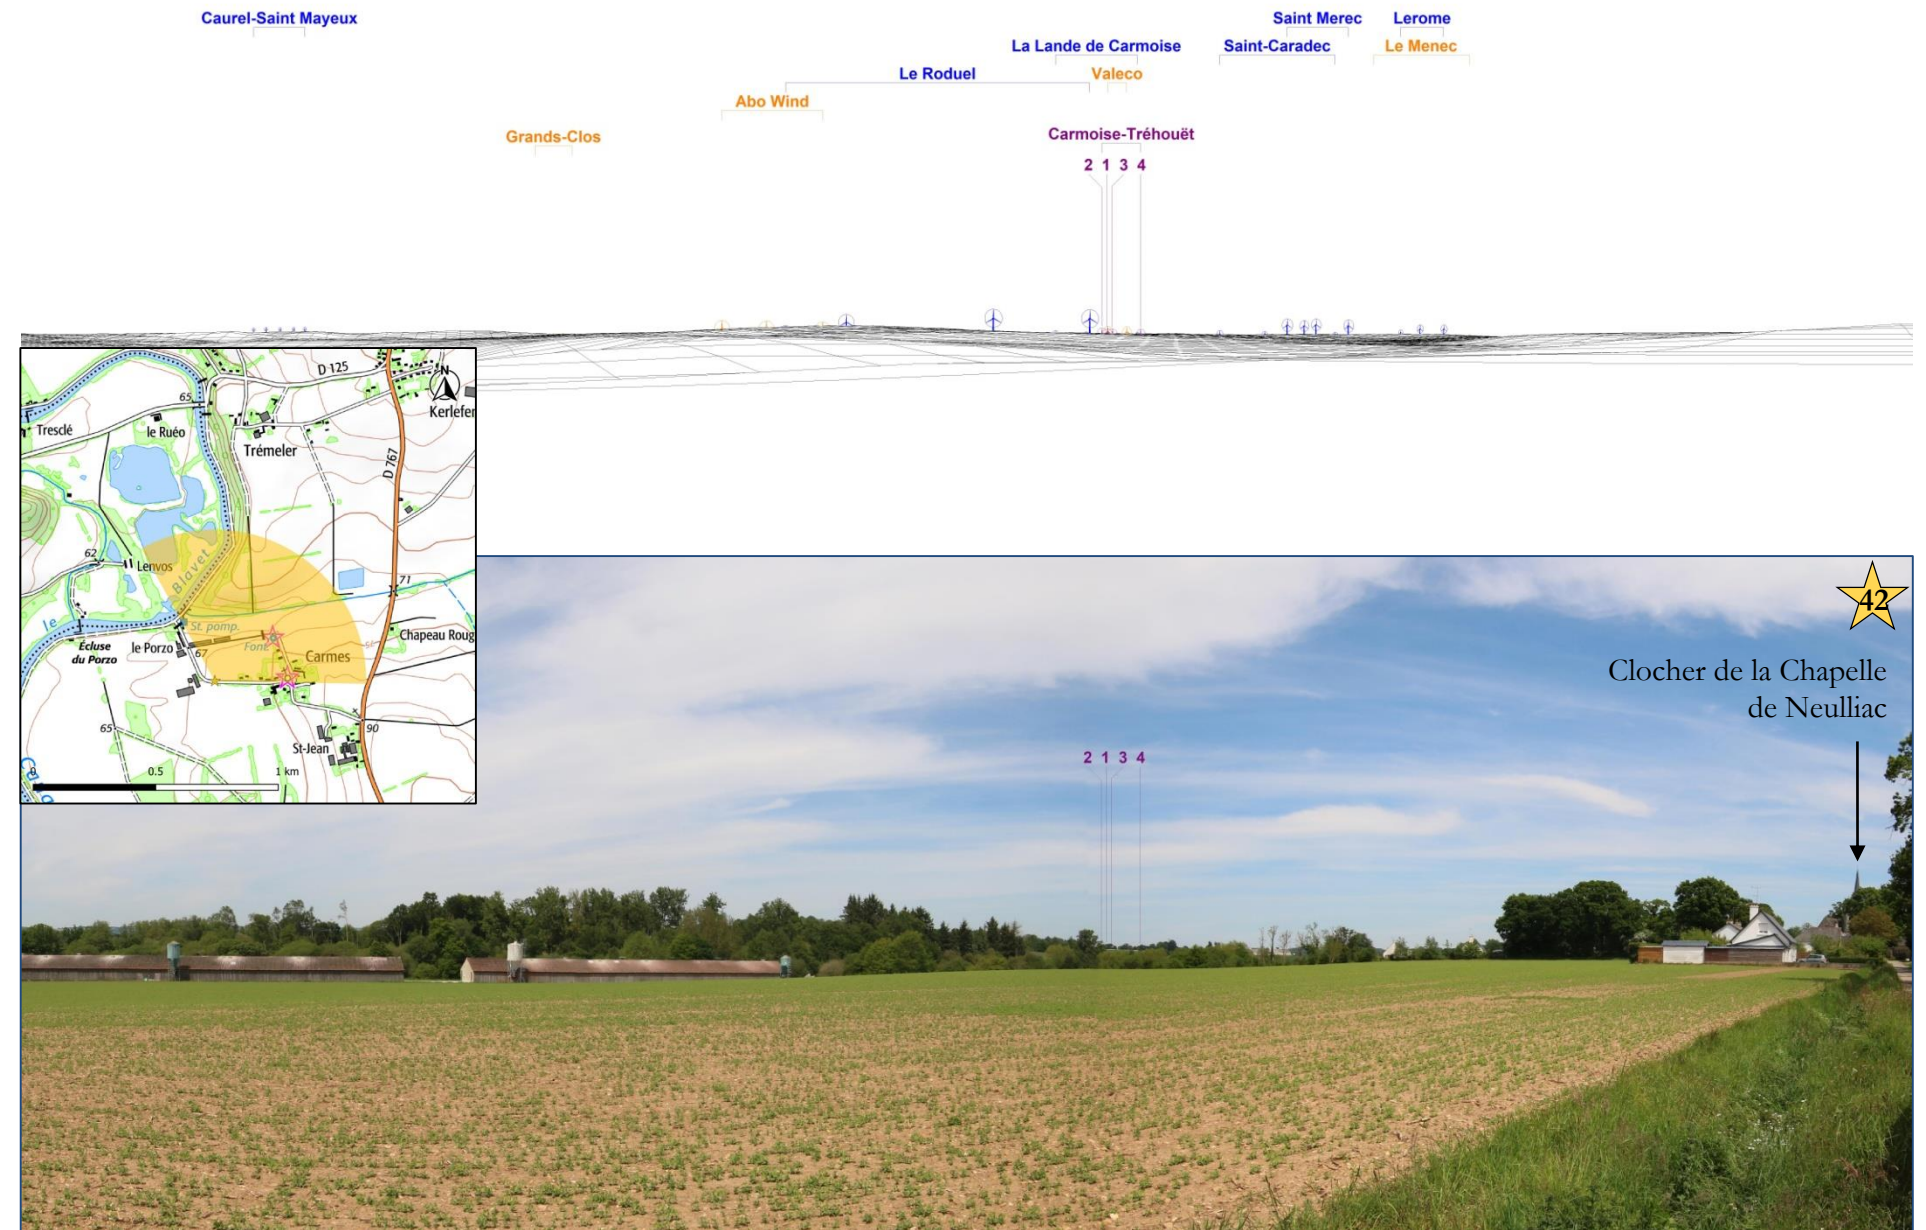 Caurel-Saint Mayeux
Saint Merec
Lerome
La Lande de Carmoise
Saint-Caradec
Le Menec
Le Roduel
Valeco
Abo Wind
Grands-Clos
Carmoise-Tréhouët
2 1 3 4
D 125
N
65
Kerlefer
Tresclé
le Ruéo
Trémeler
D 767
62
Lenvos
Blavet
71
le
St. pomp.
Écluse
du Porzo
le Porzo
67
Font.
Carmes
Chapeau Roug
65
90
St-Jean
0 0.5 1 km
42
Clocher de la Chapelle
de Neulliac
2 1 3 4